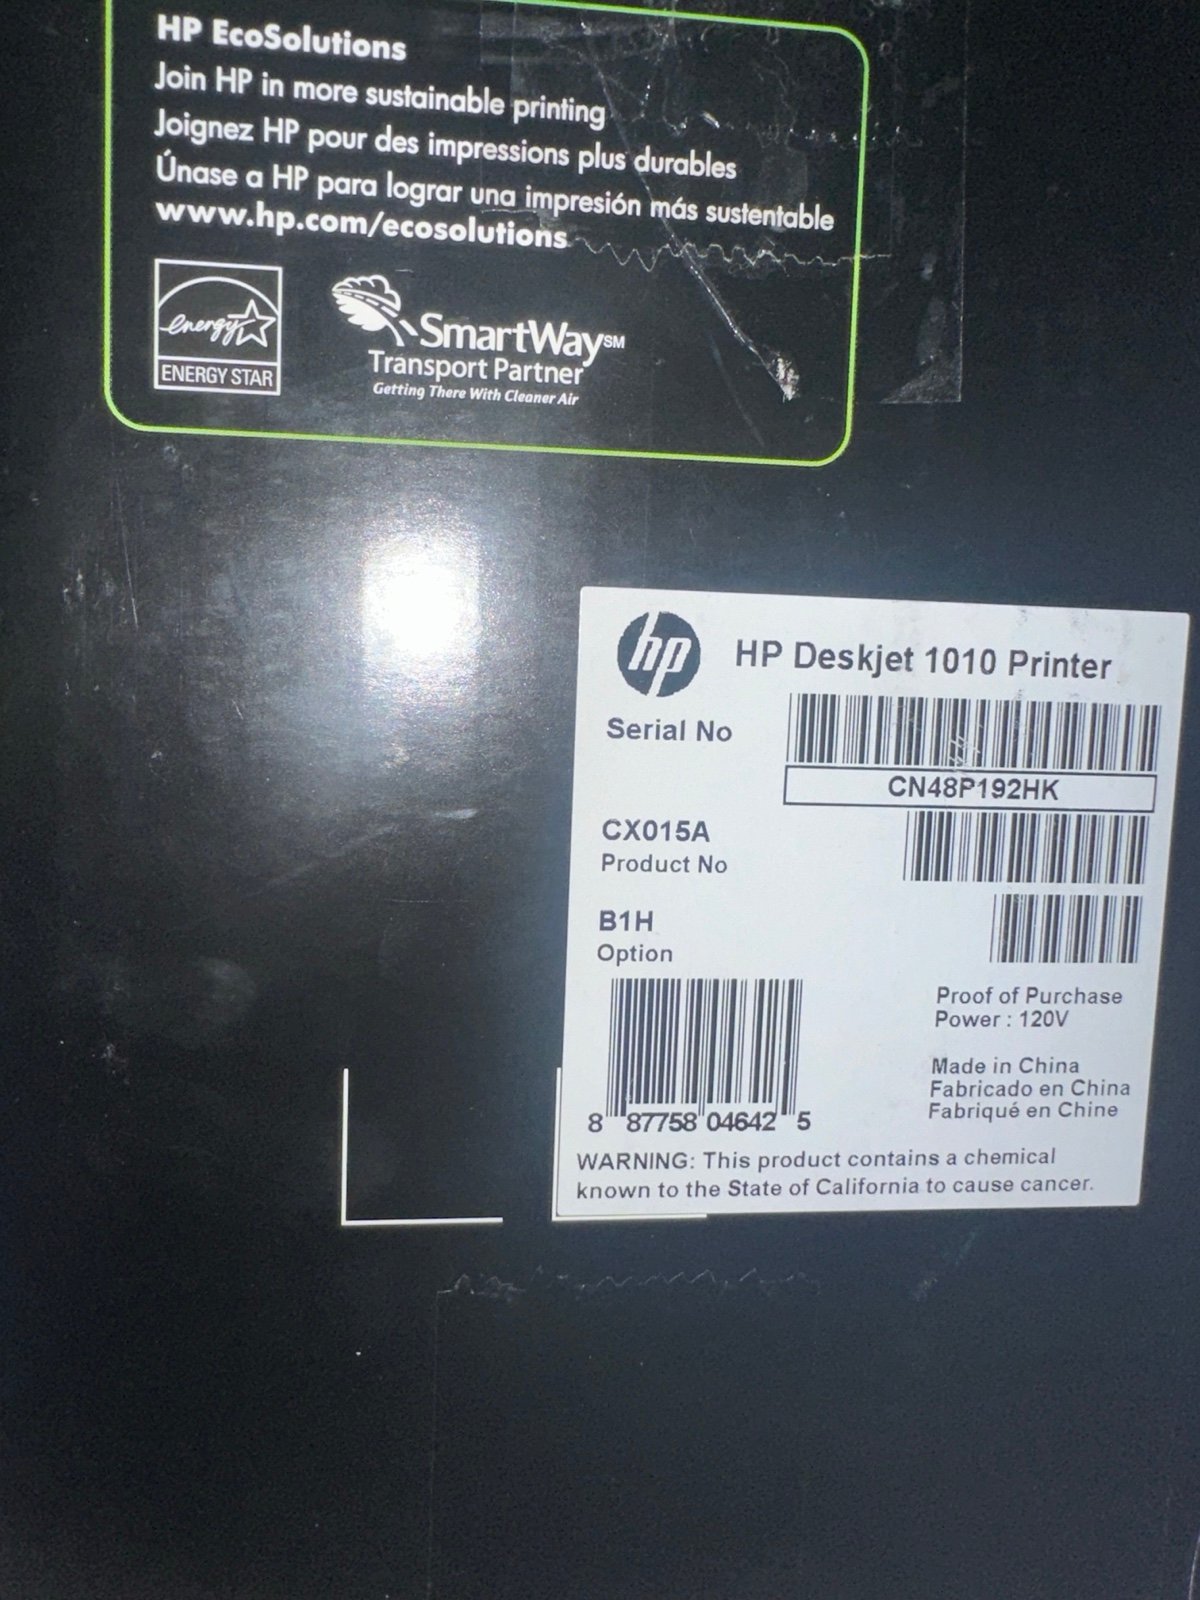 HP EcoSolutions
Join HP in more sustainable printing
Joignez HP pour des impressions plus durables
Únase a HP para lograr una impresión más sustentable
www.hp.com/ecosolutions
energy
ENERGY STAR
SmartWay℠
Transport Partner
Getting There With Cleaner Air
hp
HP Deskjet 1010 Printer
Serial No
CN48P192HK
CX015A
Product No
B1H
Option
Proof of Purchase
Power : 120V
Made in China
Fabricado en China
Fabriqué en Chine
8 87758 04642 5
WARNING: This product contains a chemical
known to the State of California to cause cancer.